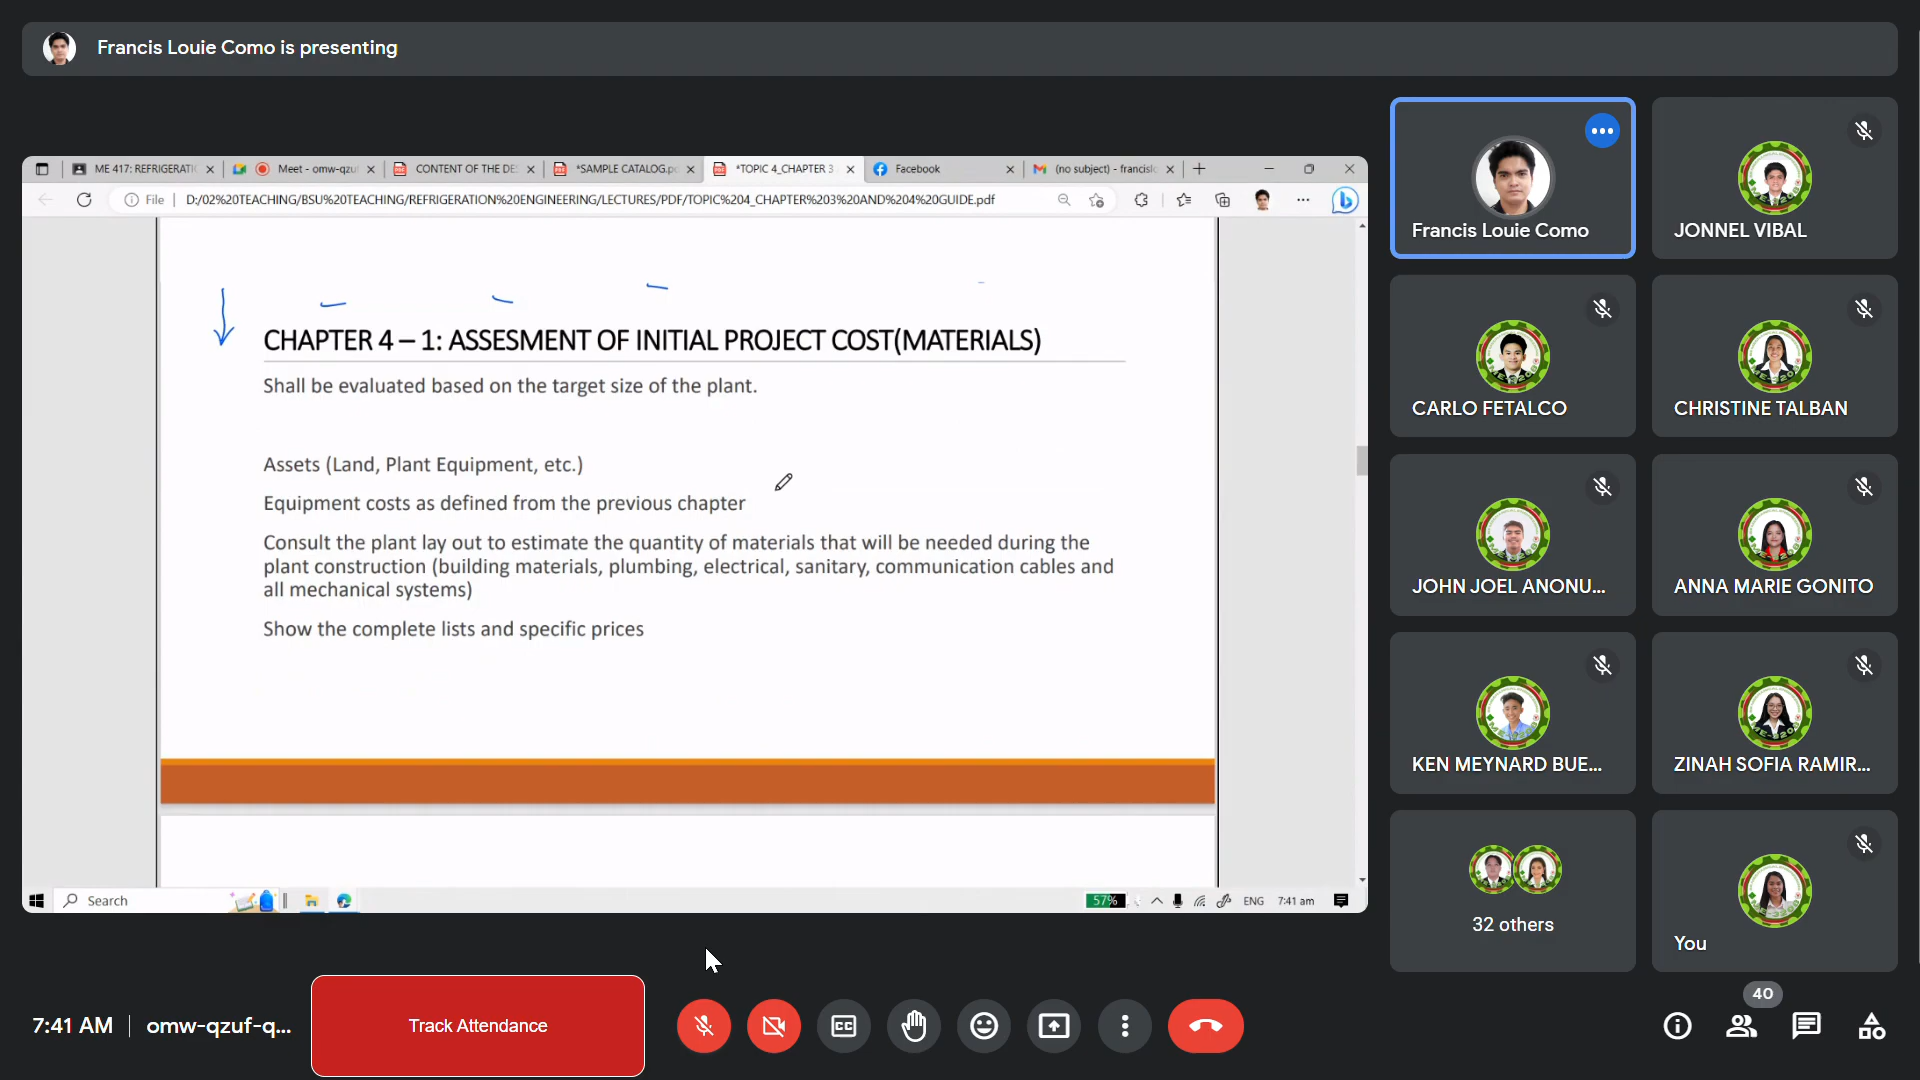 Francis Louie Como is presenting
ME 417: REFRIGERATI
Meet - omw-qzu
CONTENT OF THE DE
*SAMPLE CATALOG.p
*TOPIC 4_CHAPTER 3
Facebook
(no subject) - francislo
File
D:/02%20TEACHING/BSU%20TEACHING/REFRIGERATION%20ENGINEERING/LECTURES/PDF/TOPIC%204_CHAPTER%203%20AND%204%20GUIDE.pdf
CHAPTER 4 – 1: ASSESMENT OF INITIAL PROJECT COST(MATERIALS)
Shall be evaluated based on the target size of the plant.
Assets (Land, Plant Equipment, etc.)
Equipment costs as defined from the previous chapter
Consult the plant lay out to estimate the quantity of materials that will be needed during the
plant construction (building materials, plumbing, electrical, sanitary, communication cables and
all mechanical systems)
Show the complete lists and specific prices
Search
57%
ENG
7:41 am
Francis Louie Como
JONNEL VIBAL
CARLO FETALCO
CHRISTINE TALBAN
JOHN JOEL ANONU...
ANNA MARIE GONITO
KEN MEYNARD BUE...
ZINAH SOFIA RAMIR...
32 others
You
7:41 AM
omw-qzuf-q...
Track Attendance
CC
40